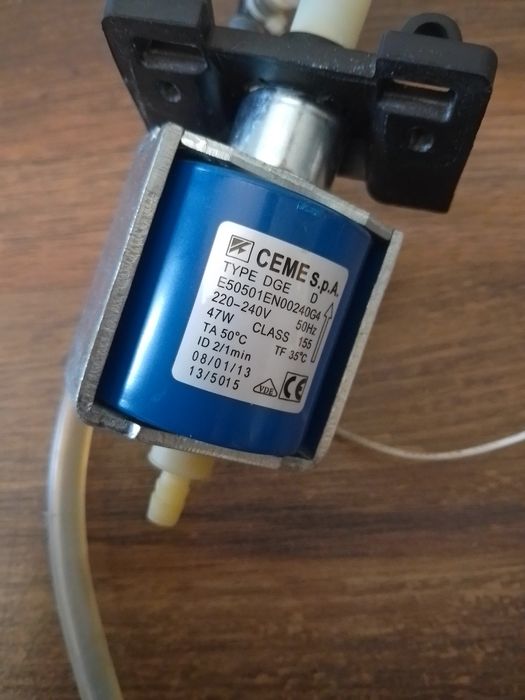 CEME S.p.A.
TYPE DGE D
E50501EN00240G4
220-240V 50Hz
47W CLASS 155
TA 50°C TF 35°C
ID 2/1min
08/01/13
13/5015
VDE CE